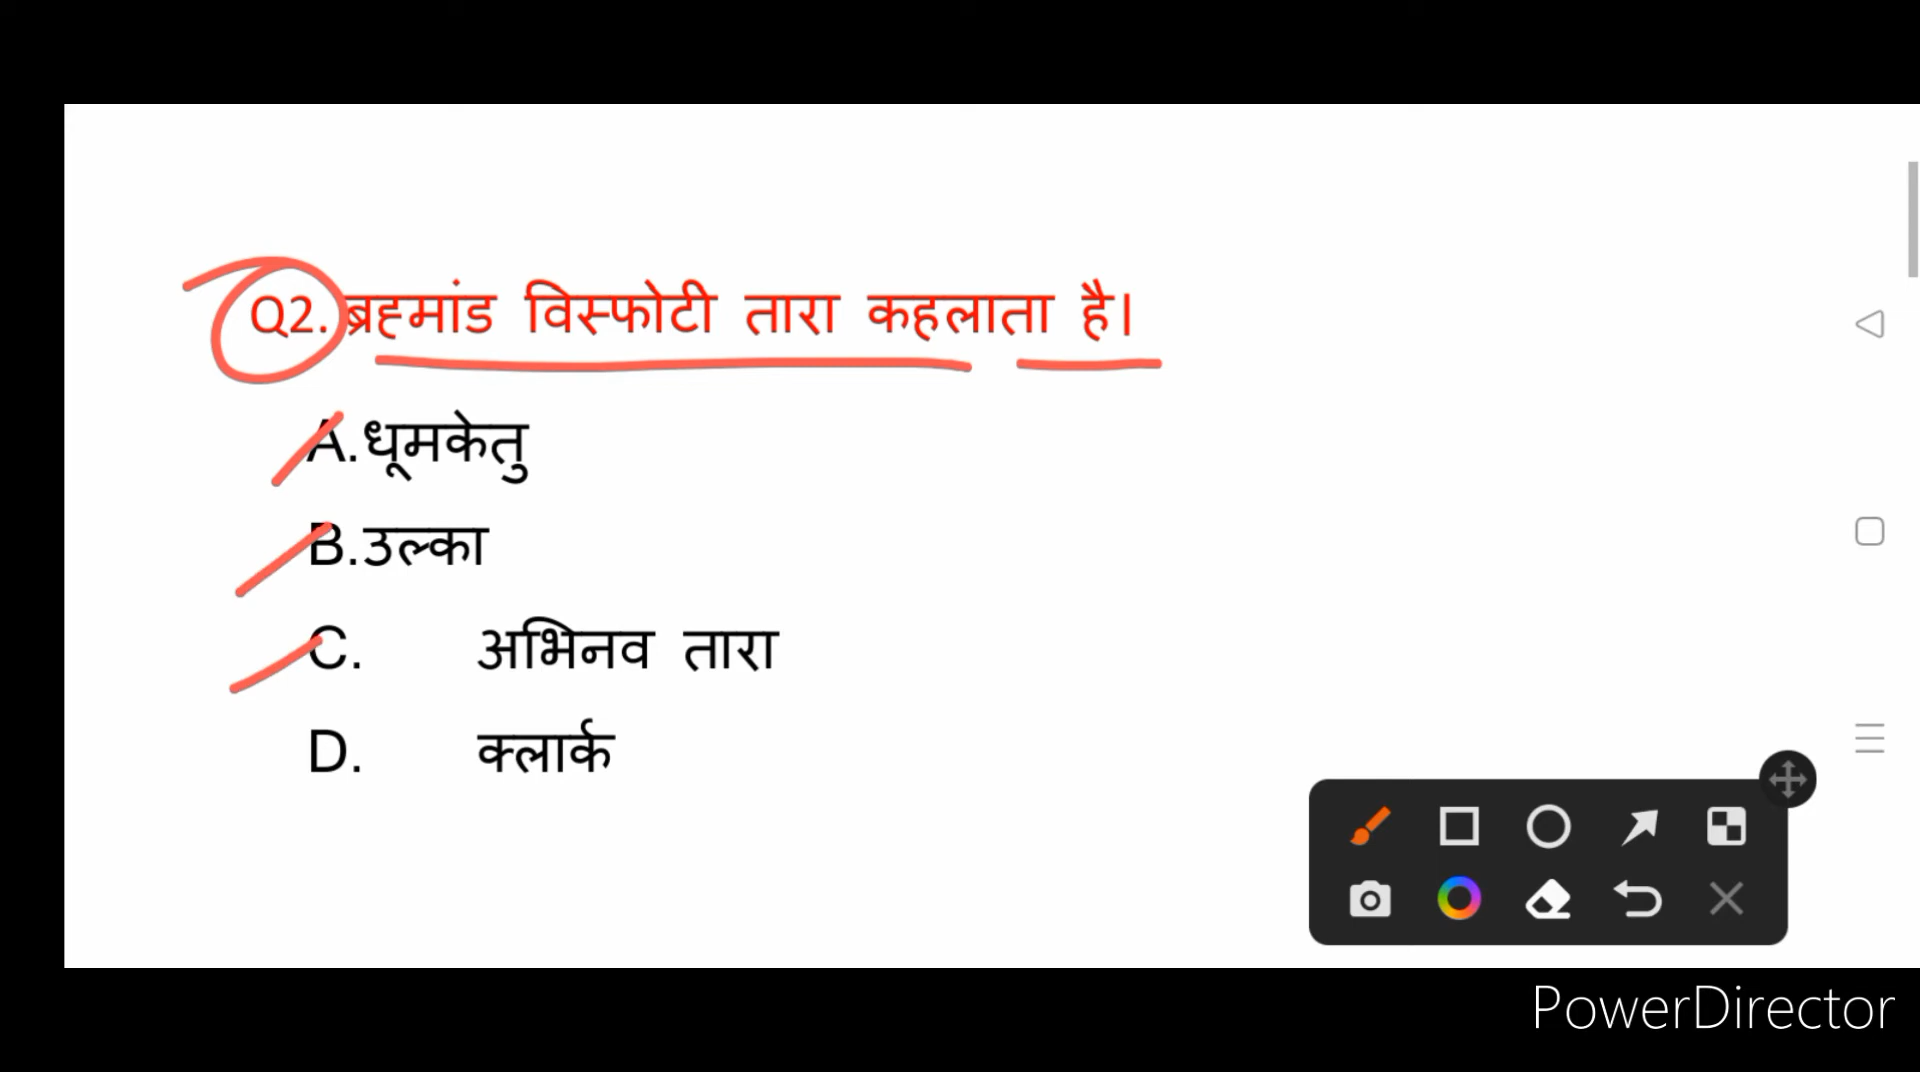 Q2. ब्रह्मांड विस्फोटी तारा कहलाता है।
A.धूमकेतु
B.उल्का
C. अभिनव तारा
D. क्लार्क
PowerDirector